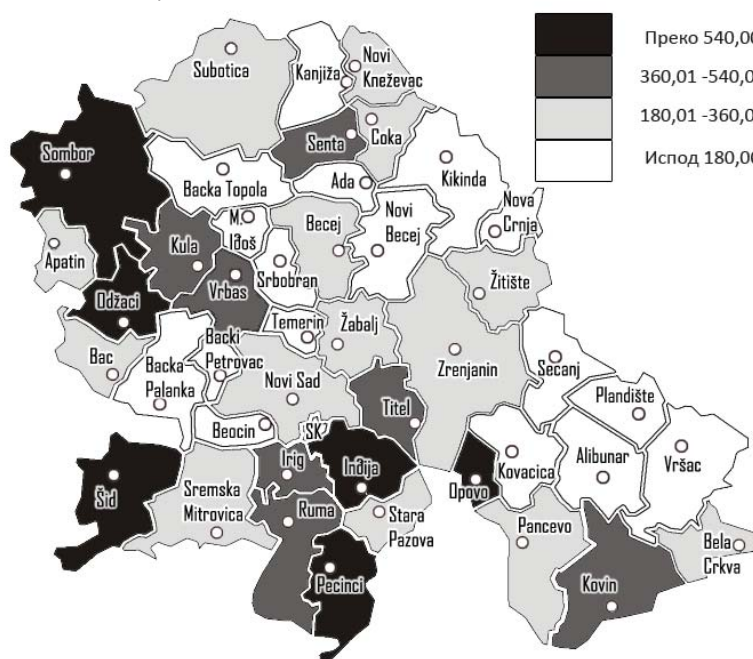 Преко 540,00
360,01 -540,0
180,01 -360,0
Испод 180,00
Subotica
Kanjiža
Novi
Kneževac
Senta
Coka
Sombor
Backa Topola
Ada
Kikinda
Nova
Crnja
Apatin
Kula
M.
Iđoš
Becej
Novi
Becej
Srbobran
Vrbas
Žitište
Odžaci
Temerin
Žabalj
Backi
Petrovac
Bac
Backa
Palanka
Novi Sad
Zrenjanin
Secanj
Titel
Plandište
Beocin
SK
Irig
Inđija
Kovacica
Alibunar
Vršac
Šid
Opovo
Sremska
Mitrovica
Ruma
Stara
Pazova
Pancevo
Bela
Crkva
Pecinci
Kovin